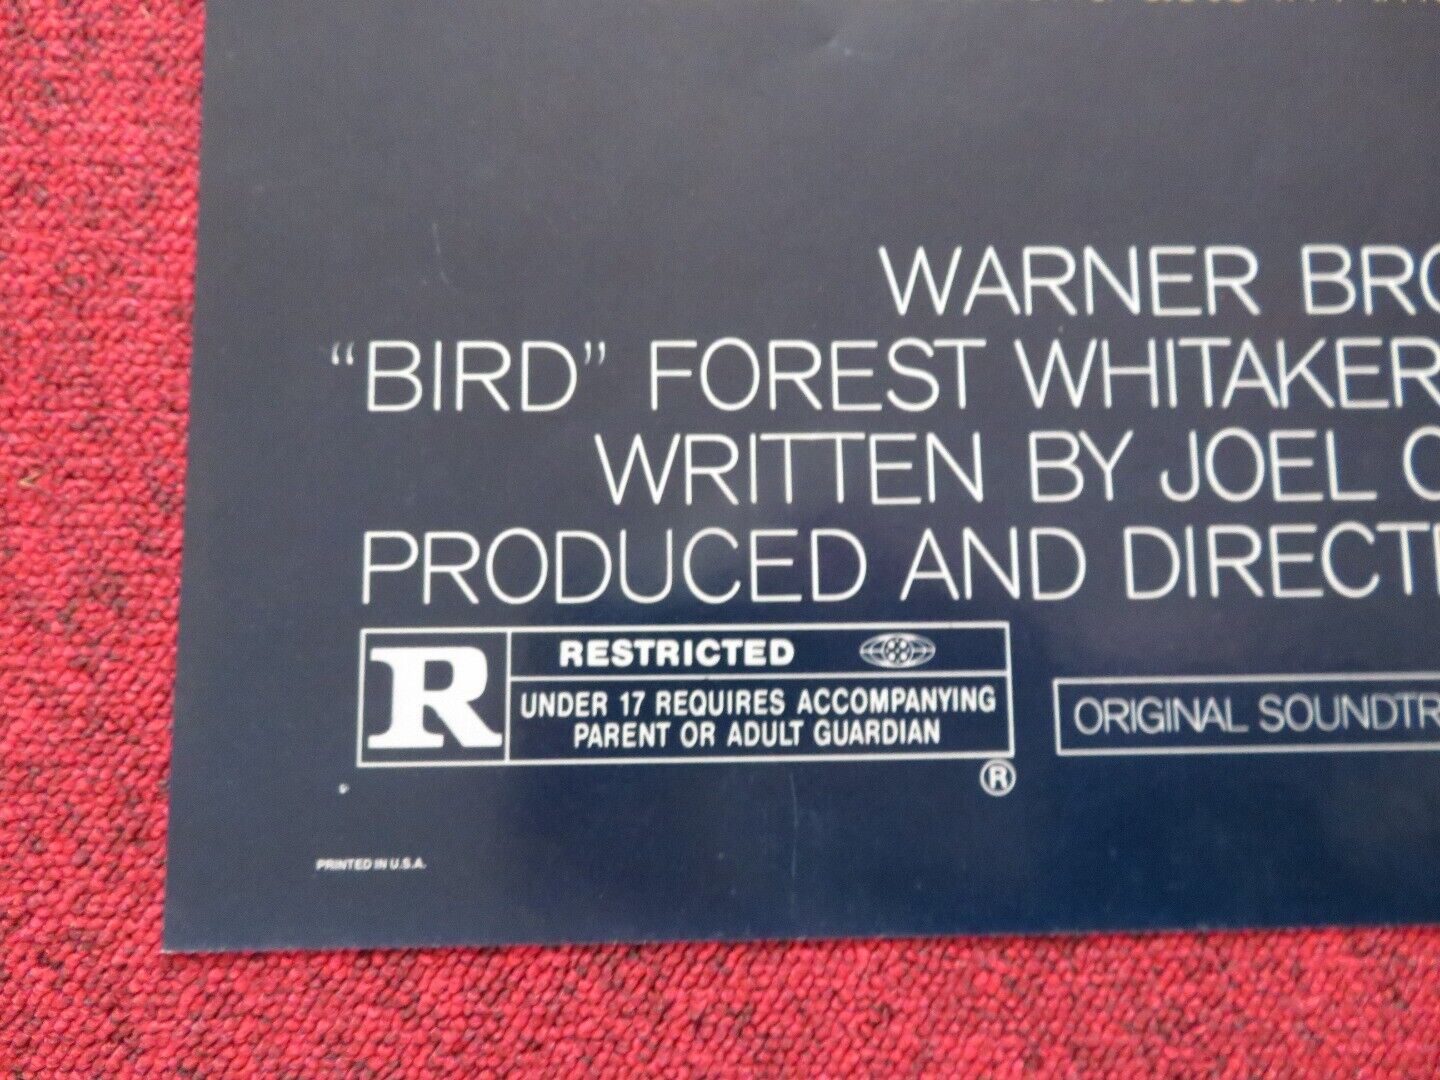 WARNER BRO
"BIRD" FOREST WHITAKER
WRITTEN BY JOEL
PRODUCED AND DIRECT
R
RESTRICTED
UNDER 17 REQUIRES ACCOMPANYING
PARENT OR ADULT GUARDIAN
®
ORIGINAL SOUNDTR
PRINTED IN U.S.A.